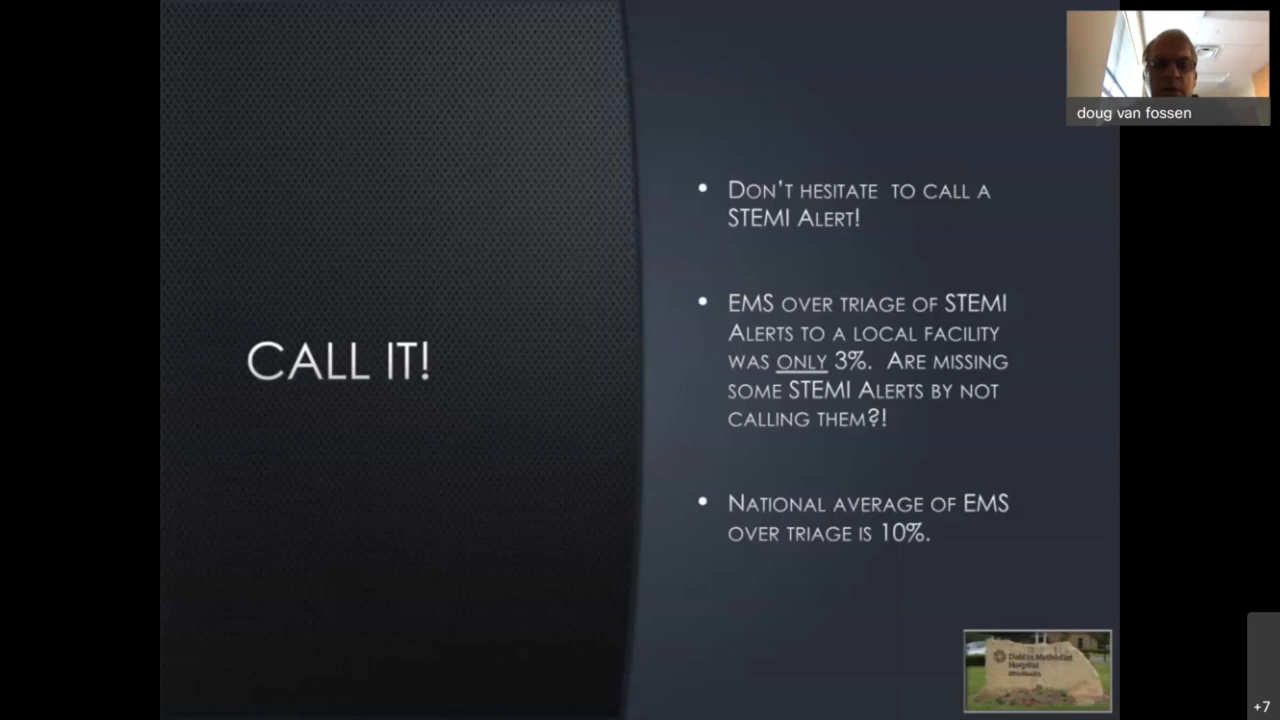 doug van fossen
CALL IT!
• DON'T HESITATE TO CALL A
STEMI ALERT!
• EMS OVER TRIAGE OF STEMI
ALERTS TO A LOCAL FACILITY
WAS ONLY 3%. ARE MISSING
SOME STEMI ALERTS BY NOT
CALLING THEM?!
• NATIONAL AVERAGE OF EMS
OVER TRIAGE IS 10%.
Dublin Methodist
Hospital
OhioHealth
+7